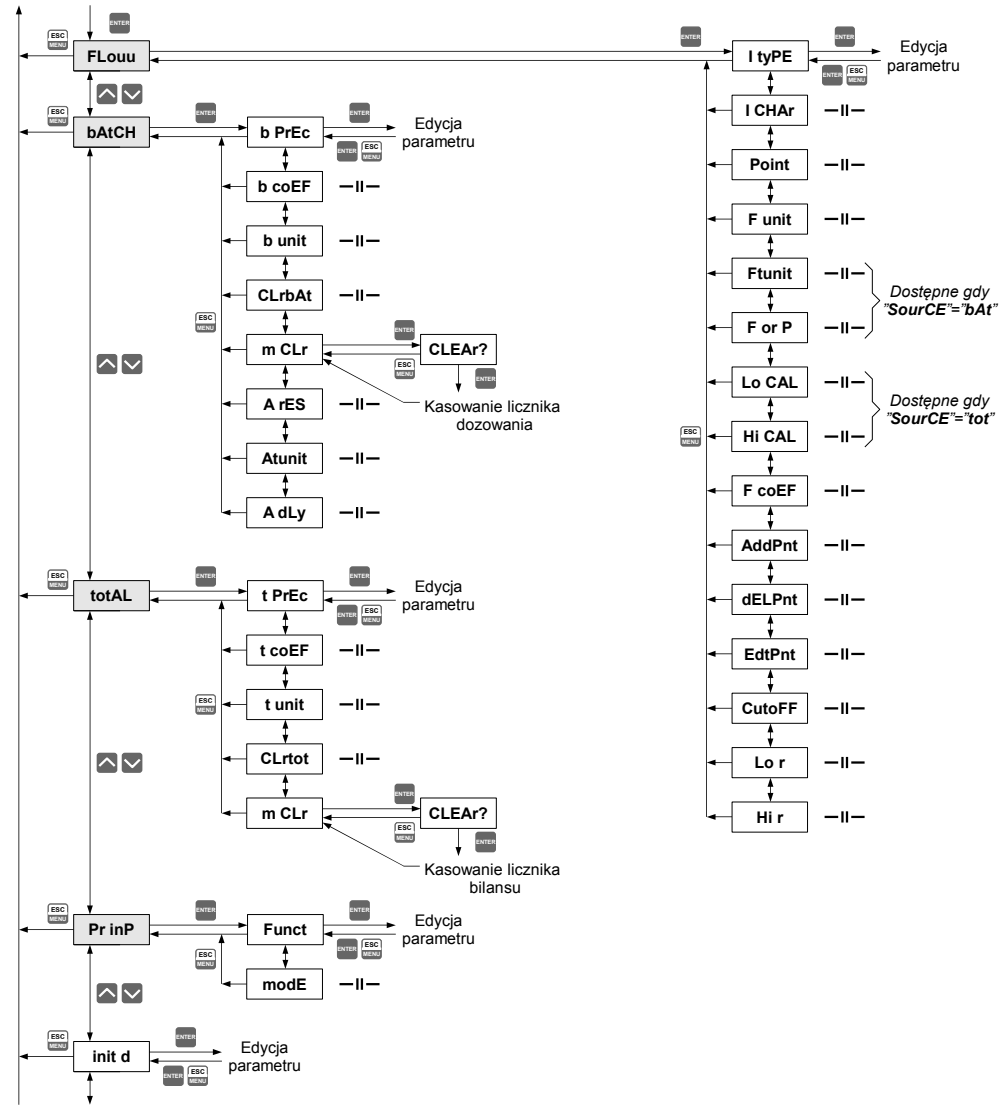 ENTER
ESC
MENU
FLouu
ENTER
I tyPE
ENTER
ENTER
ESC
MENU
Edycja
parametru
I CHAr
—II—
Point
—II—
F unit
—II—
Ftunit
—II—
F or P
—II—
Dostępne gdy
”SourCE”=”bAt”
Lo CAL
—II—
Hi CAL
—II—
Dostępne gdy
”SourCE”=”tot”
ESC
MENU
F coEF
—II—
AddPnt
—II—
dELPnt
—II—
EdtPnt
—II—
CutoFF
—II—
Lo r
—II—
Hi r
—II—
ESC
MENU
bAtCH
ENTER
b PrEc
ENTER
ENTER
ESC
MENU
Edycja
parametru
b coEF
—II—
b unit
—II—
CLrbAt
—II—
ESC
MENU
m CLr
ENTER
ESC
MENU
CLEAr?
ENTER
Kasowanie licznika
dozowania
A rES
—II—
Atunit
—II—
A dLy
—II—
ESC
MENU
totAL
ENTER
t PrEc
ENTER
ENTER
ESC
MENU
Edycja
parametru
t coEF
—II—
ESC
MENU
t unit
—II—
CLrtot
—II—
m CLr
ENTER
ESC
MENU
CLEAr?
ENTER
Kasowanie licznika
bilansu
ESC
MENU
Pr inP
ENTER
Funct
ENTER
ENTER
ESC
MENU
Edycja
parametru
ESC
MENU
modE
—II—
ESC
MENU
init d
ENTER
ENTER
ESC
MENU
Edycja
parametru